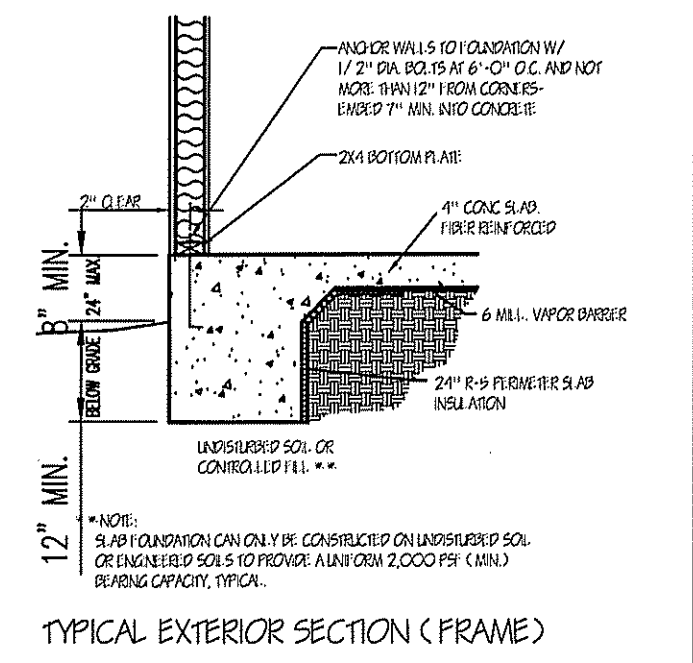 ANCHOR WALLS TO FOUNDATION W/
1/2" DIA. BOLTS AT 6'-0" O.C. AND NOT
MORE THAN 12" FROM CORNERS-
EMBED 7" MIN. INTO CONCRETE
2X4 BOTTOM PLATE
2" CLEAR
4" CONC SLAB.
FIBER REINFORCED
8" MIN.
24" MAX.
6 MILL. VAPOR BARRIER
BELOW GRADE
24" R-5 PERIMETER SLAB
INSULATION
UNDISTURBED SOIL OR
CONTROLLED FILL **
12" MIN.
*NOTE:
SLAB FOUNDATION CAN ONLY BE CONSTRUCTED ON UNDISTURBED SOIL
OR ENGINEERED SOILS TO PROVIDE A UNIFORM 2,000 PSF (MIN.)
BEARING CAPACITY, TYPICAL.
TYPICAL EXTERIOR SECTION (FRAME)